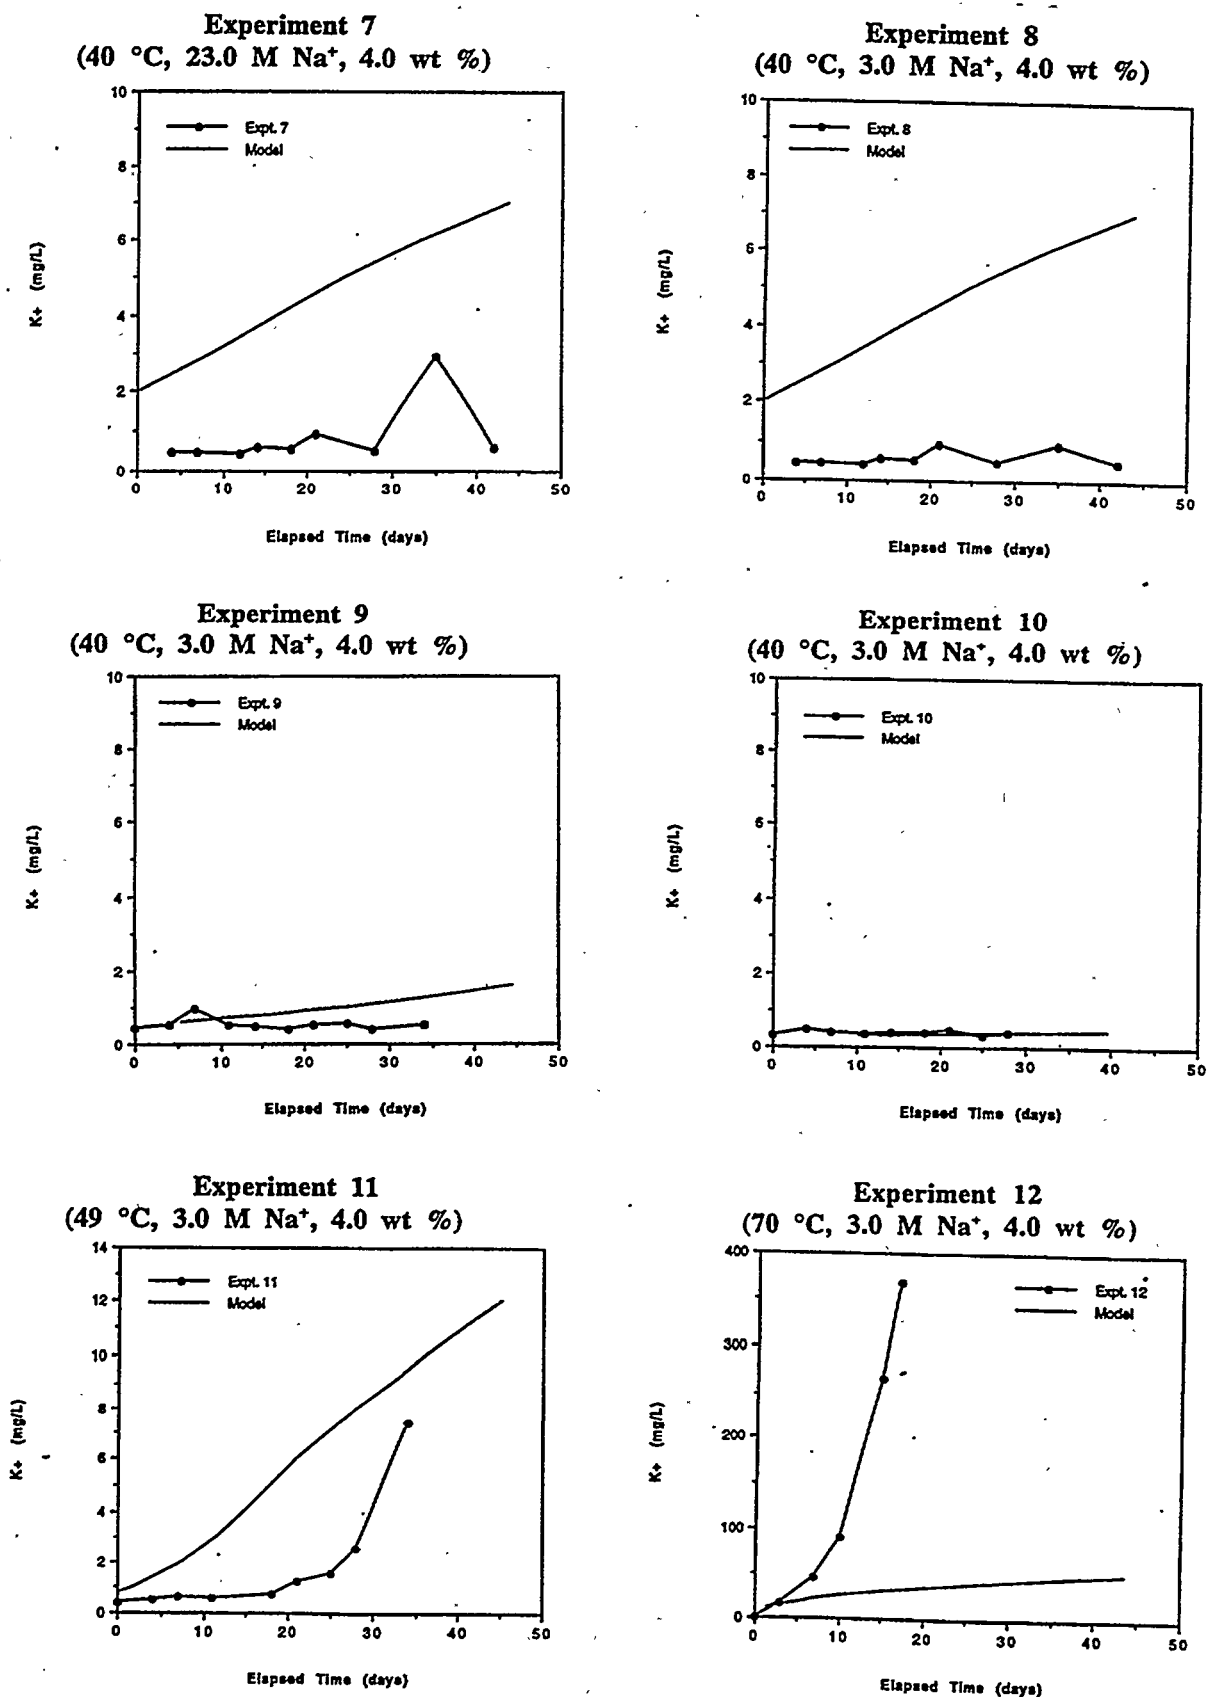 Experiment 7
(40 °C, 23.0 M Na⁺, 4.0 wt %)
10
8
6
4
2
0
Expt. 7
Model
K+ (mg/L)
0 10 20 30 40 50
Elapsed Time (days)
Experiment 8
(40 °C, 3.0 M Na⁺, 4.0 wt %)
10
8
6
4
2
0
Expt. 8
Model
K+ (mg/L)
0 10 20 30 40 50
Elapsed Time (days)
Experiment 9
(40 °C, 3.0 M Na⁺, 4.0 wt %)
10
8
6
4
2
0
Expt. 9
Model
K+ (mg/L)
0 10 20 30 40 50
Elapsed Time (days)
Experiment 10
(40 °C, 3.0 M Na⁺, 4.0 wt %)
10
8
6
4
2
0
Expt. 10
Model
K+ (mg/L)
0 10 20 30 40 50
Elapsed Time (days)
Experiment 11
(49 °C, 3.0 M Na⁺, 4.0 wt %)
14
12
10
8
6
4
2
0
Expt. 11
Model
K+ (mg/L)
0 10 20 30 40 50
Elapsed Time (days)
Experiment 12
(70 °C, 3.0 M Na⁺, 4.0 wt %)
400
300
200
100
0
Expt. 12
Model
K+ (mg/L)
0 10 20 30 40 50
Elapsed Time (days)